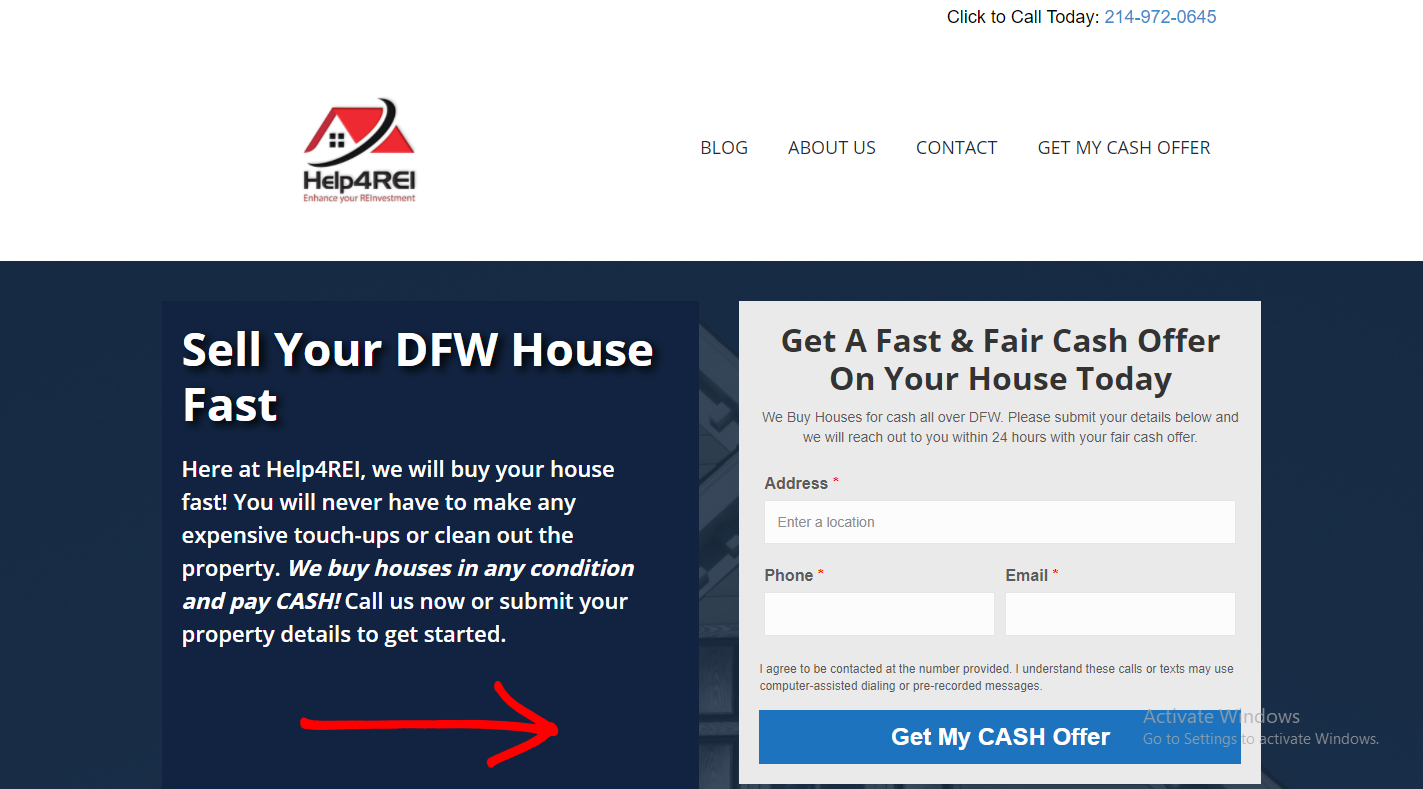 Click to Call Today: 214-972-0645
Help4REI
Enhance your REInvestment
BLOG ABOUT US CONTACT GET MY CASH OFFER
Sell Your DFW House
Fast
Here at Help4REI, we will buy your house
fast! You will never have to make any
expensive touch-ups or clean out the
property. We buy houses in any condition
and pay CASH! Call us now or submit your
property details to get started.
Get A Fast & Fair Cash Offer
On Your House Today
We Buy Houses for cash all over DFW. Please submit your details below and
we will reach out to you within 24 hours with your fair cash offer.
Address *
Enter a location
Phone * Email *
I agree to be contacted at the number provided. I understand these calls or texts may use
computer-assisted dialing or pre-recorded messages.
Get My CASH Offer
Activate Windows
Go to Settings to activate Windows.